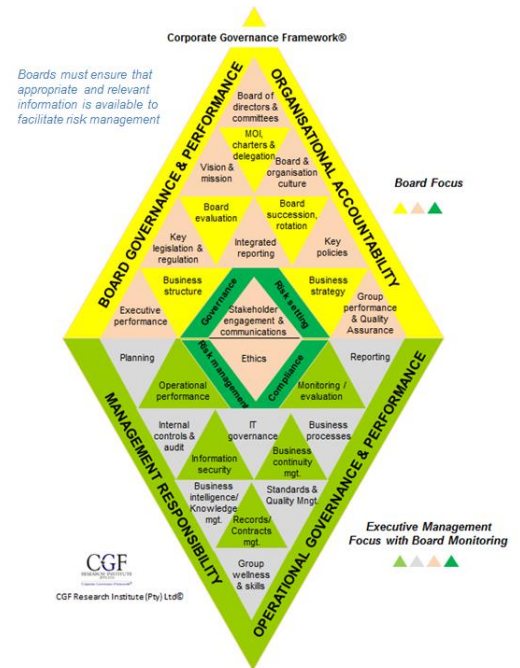 Corporate Governance Framework®
Boards must ensure that
appropriate and relevant
information is available to
facilitate risk management
BOARD GOVERNANCE & PERFORMANCE
ORGANISATIONAL ACCOUNTABILITY
Board of
directors &
committees
MOI,
charters &
delegation
Vision &
mission
Board &
organisation
culture
Board Focus
Board
evaluation
Board
succession,
rotation
Key
legislation &
regulation
Integrated
reporting
Key
policies
Business
structure
Business
strategy
Executive
performance
Group
performance
& Quality
Assurance
Governance
Risk setting
Stakeholder
engagement &
communications
Ethics
Risk management
Compliance
Planning
Reporting
Operational
performance
Monitoring /
evaluation
Internal
controls &
audit
IT
governance
Business
processes
Information
security
Business
continuity
mgt.
Business
intelligence/
Knowledge
mgt.
Standards &
Quality Mngt.
Records/
Contracts
mgt.
Group
wellness
& skills
MANAGEMENT RESPONSIBILITY
OPERATIONAL GOVERNANCE & PERFORMANCE
Executive Management
Focus with Board Monitoring
CGF
RESEARCH INSTITUTE
CGF Research Institute (Pty) Ltd©